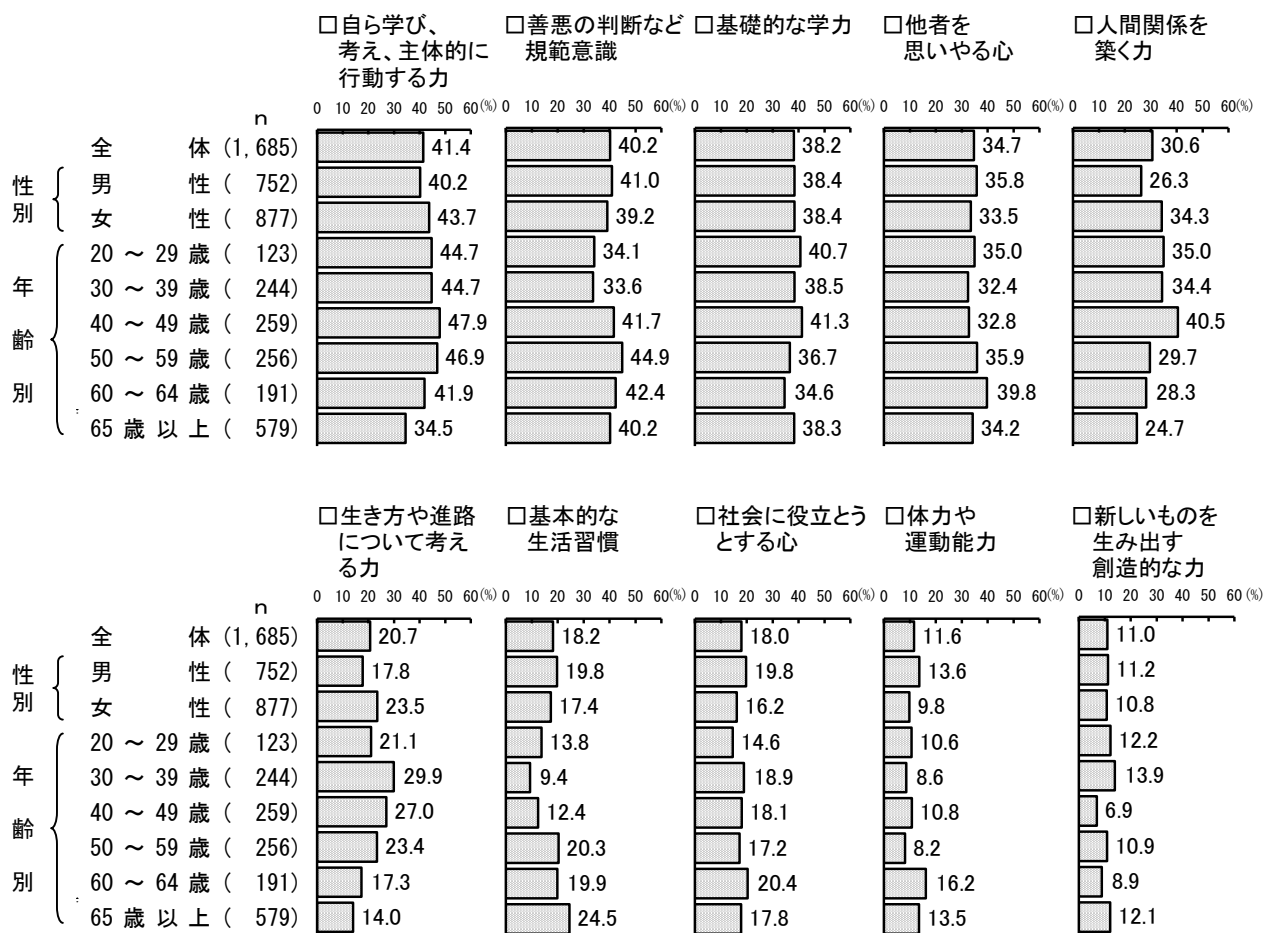 □自ら学び、
考え、主体的に
行動する力
□善悪の判断など
規範意識
□基礎的な学力
□他者を
思いやる心
□人間関係を
築く力
n
0 10 20 30 40 50 60(%) 0 10 20 30 40 50 60(%) 0 10 20 30 40 50 60(%) 0 10 20 30 40 50 60(%) 0 10 20 30 40 50 60(%)
全 体 (1,685) 41.4 40.2 38.2 34.7 30.6
性別
男 性 ( 752) 40.2 41.0 38.4 35.8 26.3
女 性 ( 877) 43.7 39.2 38.4 33.5 34.3
年齢別
20 ～ 29 歳 ( 123) 44.7 34.1 40.7 35.0 35.0
30 ～ 39 歳 ( 244) 44.7 33.6 38.5 32.4 34.4
40 ～ 49 歳 ( 259) 47.9 41.7 41.3 32.8 40.5
50 ～ 59 歳 ( 256) 46.9 44.9 36.7 35.9 29.7
60 ～ 64 歳 ( 191) 41.9 42.4 34.6 39.8 28.3
65 歳 以 上 ( 579) 34.5 40.2 38.3 34.2 24.7
□生き方や進路
について考え
る力
□基本的な
生活習慣
□社会に役立とう
とする心
□体力や
運動能力
□新しいものを
生み出す
創造的な力
n
0 10 20 30 40 50 60(%) 0 10 20 30 40 50 60(%) 0 10 20 30 40 50 60(%) 0 10 20 30 40 50 60(%) 0 10 20 30 40 50 60(%)
全 体 (1,685) 20.7 18.2 18.0 11.6 11.0
性別
男 性 ( 752) 17.8 19.8 19.8 13.6 11.2
女 性 ( 877) 23.5 17.4 16.2 9.8 10.8
年齢別
20 ～ 29 歳 ( 123) 21.1 13.8 14.6 10.6 12.2
30 ～ 39 歳 ( 244) 29.9 9.4 18.9 8.6 13.9
40 ～ 49 歳 ( 259) 27.0 12.4 18.1 10.8 6.9
50 ～ 59 歳 ( 256) 23.4 20.3 17.2 8.2 10.9
60 ～ 64 歳 ( 191) 17.3 19.9 20.4 16.2 8.9
65 歳 以 上 ( 579) 14.0 24.5 17.8 13.5 12.1